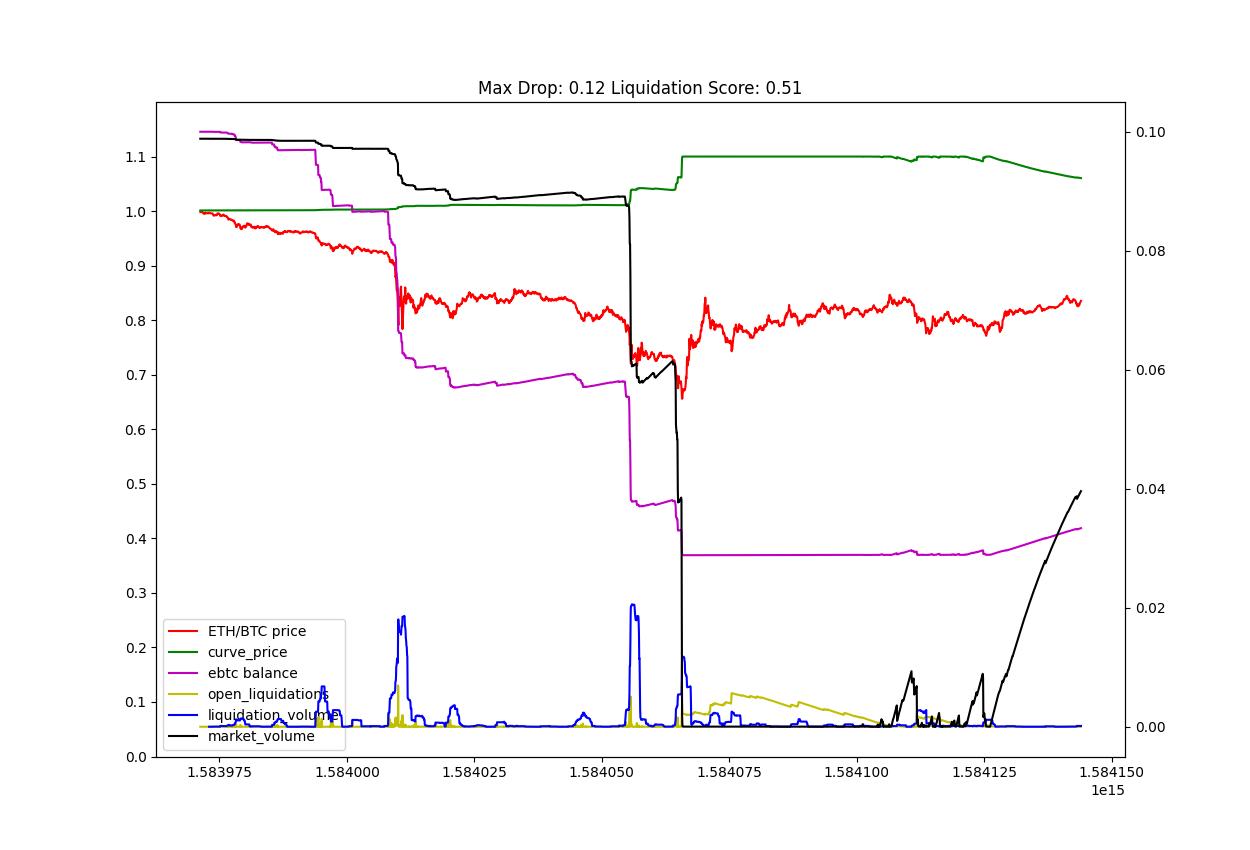 Max Drop: 0.12 Liquidation Score: 0.51
1.1
1.0
0.9
0.8
0.7
0.6
0.5
0.4
0.3
0.2
0.1
0.0
0.10
0.08
0.06
0.04
0.02
0.00
ETH/BTC price
curve_price
ebtc balance
open_liquidations
liquidation_volume
market_volume
1.583975 1.584000 1.584025 1.584050 1.584075 1.584100 1.584125 1.584150
1e15